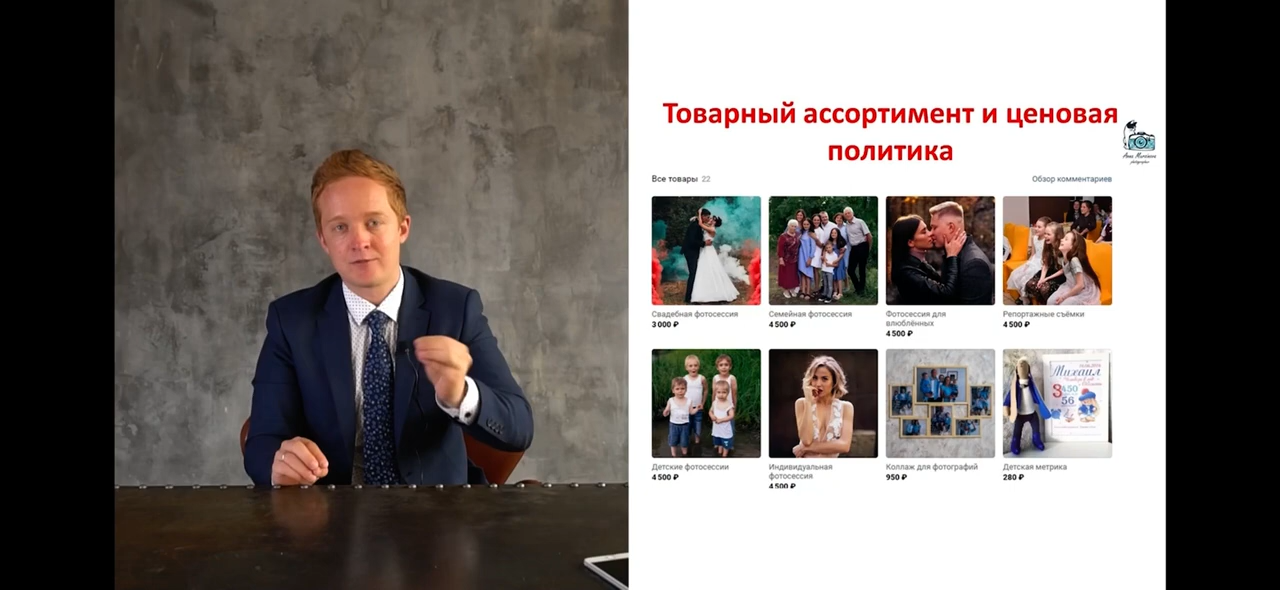 Товарный ассортимент и ценовая
политика
Все товары 22
Обзор комментариев
Свадебная фотосессия
3 000 ₽
Семейная фотосессия
4 500 ₽
Фотосессия для
влюблённых
4 500 ₽
Репортажные съёмки
4 500 ₽
Детские фотосессии
4 500 ₽
Индивидуальная
фотосессия
4 500 ₽
Коллаж для фотографий
950 ₽
Детская метрика
280 ₽
Михаил
3450
56